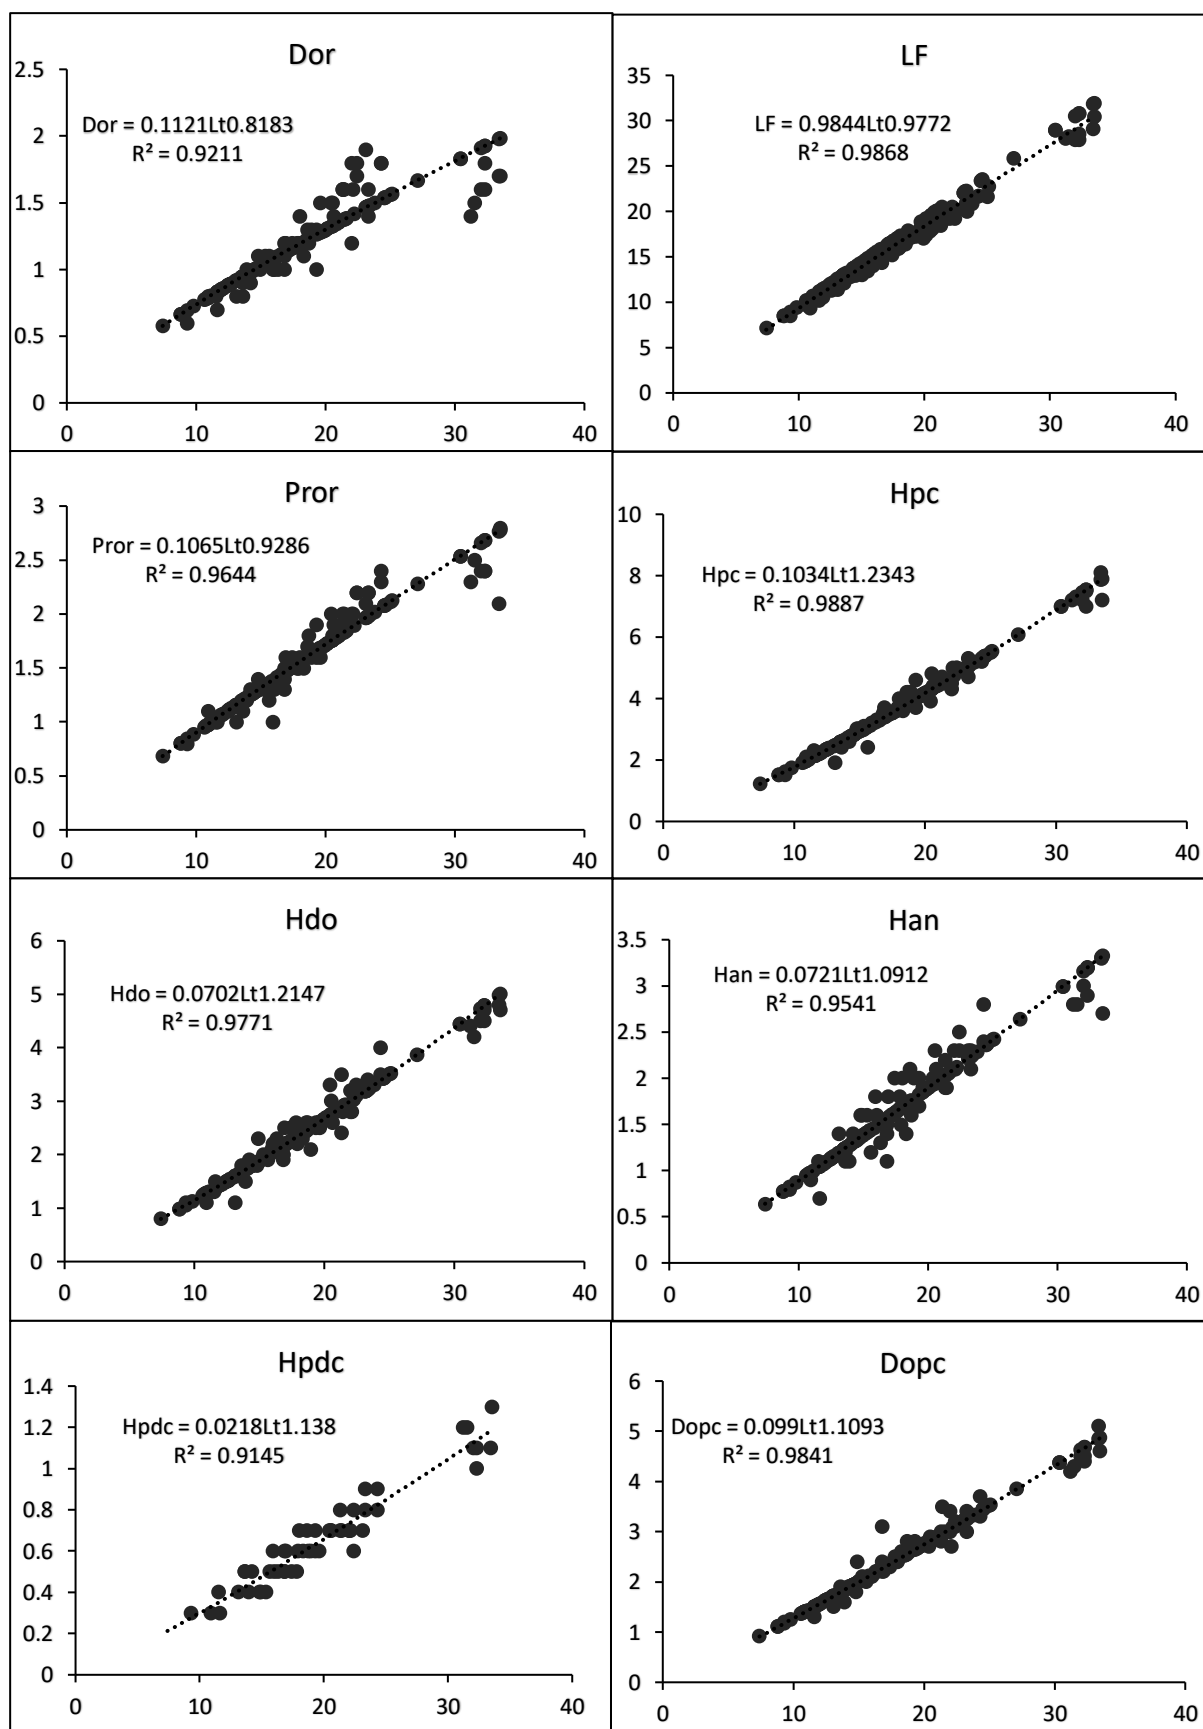 Dor
2.5
2
1.5
1
0.5
0
Dor = 0.1121Lt0.8183
R² = 0.9211
0 10 20 30 40
LF
35
30
25
20
15
10
5
0
LF = 0.9844Lt0.9772
R² = 0.9868
0 10 20 30 40
Pror
3
2.5
2
1.5
1
0.5
0
Pror = 0.1065Lt0.9286
R² = 0.9644
0 10 20 30 40
Hpc
10
8
6
4
2
0
Hpc = 0.1034Lt1.2343
R² = 0.9887
0 10 20 30 40
Hdo
6
5
4
3
2
1
0
Hdo = 0.0702Lt1.2147
R² = 0.9771
0 10 20 30 40
Han
3.5
3
2.5
2
1.5
1
0.5
0
Han = 0.0721Lt1.0912
R² = 0.9541
0 10 20 30 40
Hpdc
1.4
1.2
1
0.8
0.6
0.4
0.2
0
Hpdc = 0.0218Lt1.138
R² = 0.9145
0 10 20 30 40
Dopc
6
5
4
3
2
1
0
Dopc = 0.099Lt1.1093
R² = 0.9841
0 10 20 30 40